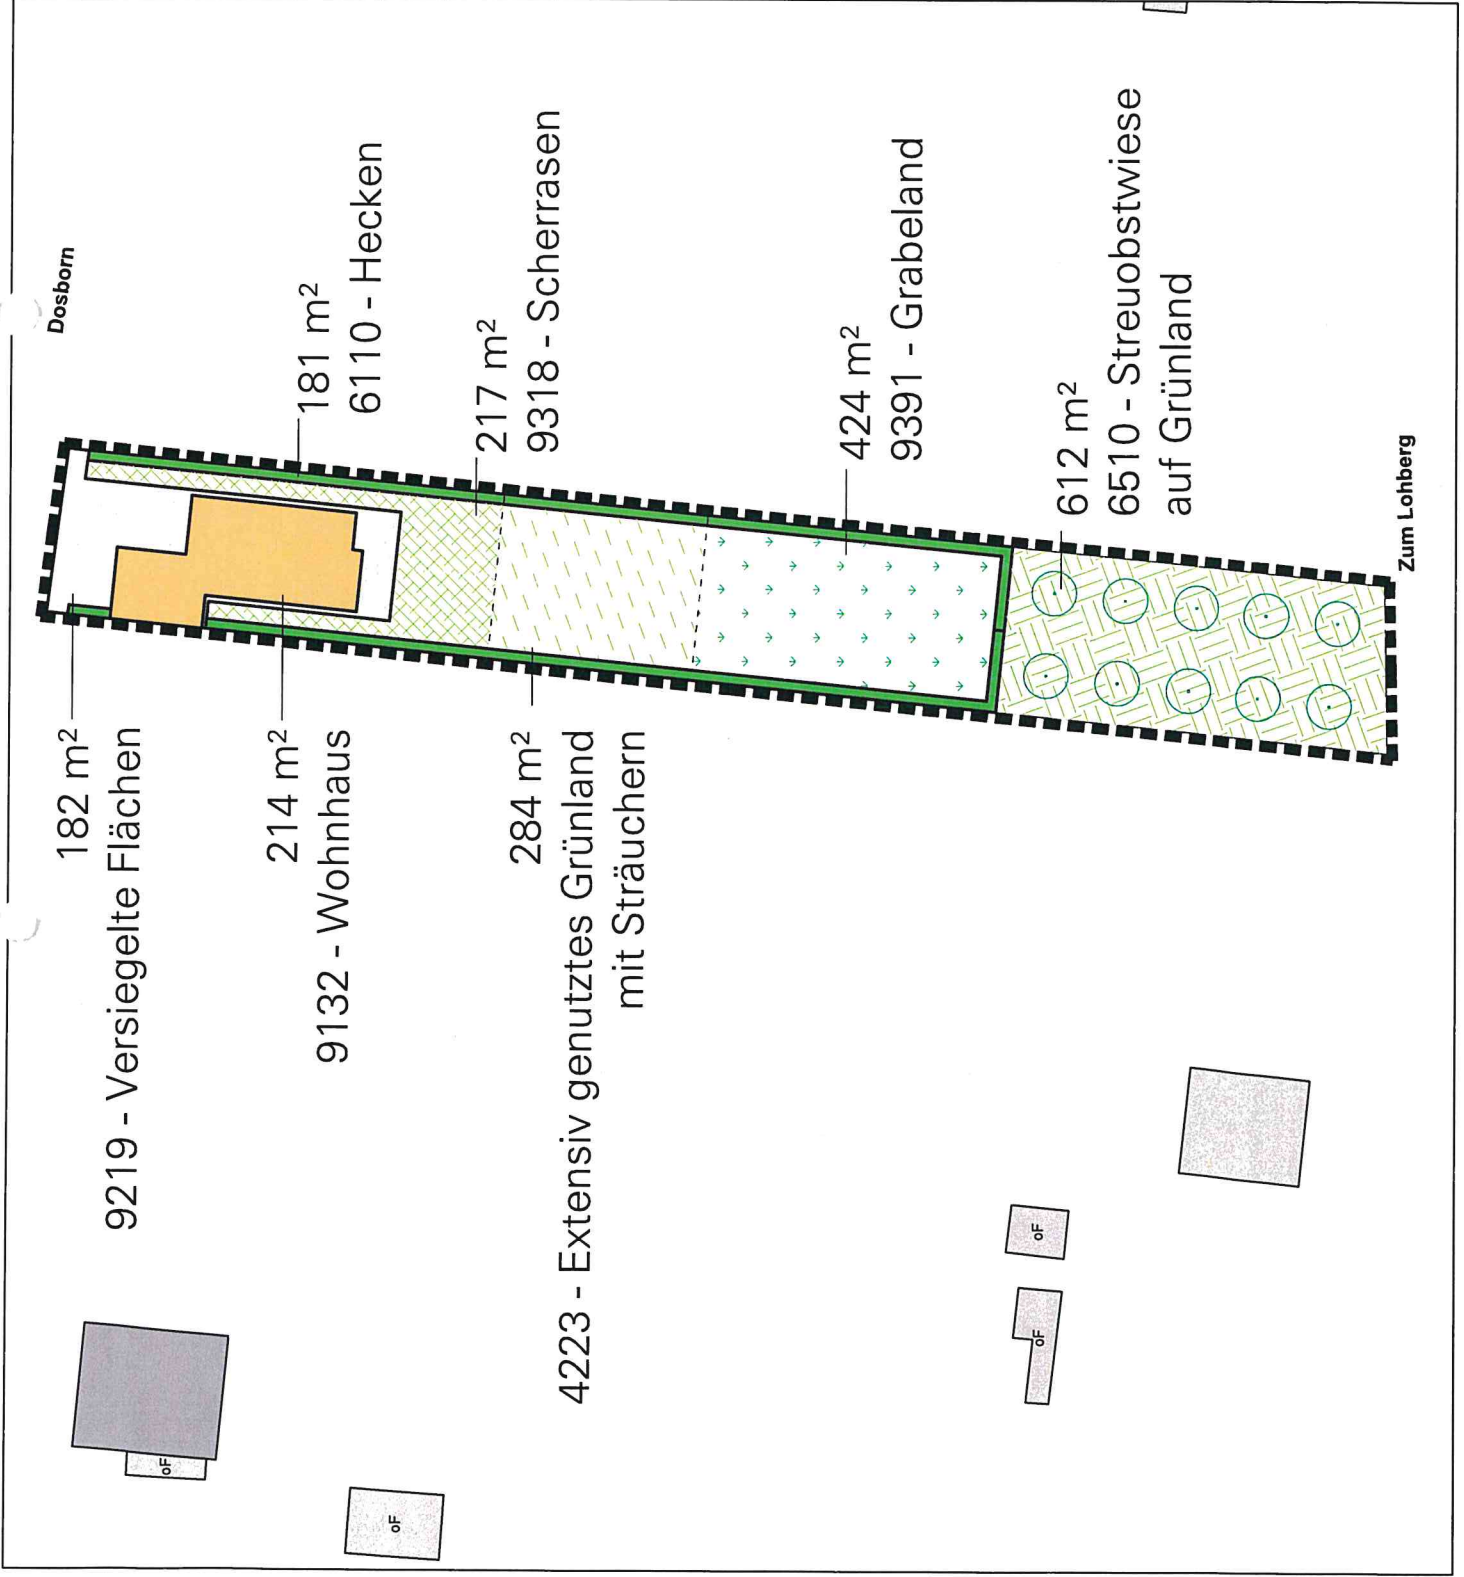 Dosborn
182 m²
9219 - Versiegelte Flächen
181 m²
6110 - Hecken
214 m²
9132 - Wohnhaus
217 m²
9318 - Scherrasen
284 m²
4223 - Extensiv genutztes Grünland
mit Sträuchern
424 m²
9391 - Grabeland
612 m²
6510 - Streuobstwiese
auf Grünland
Zum Lohberg
oF
oF
oF
oF